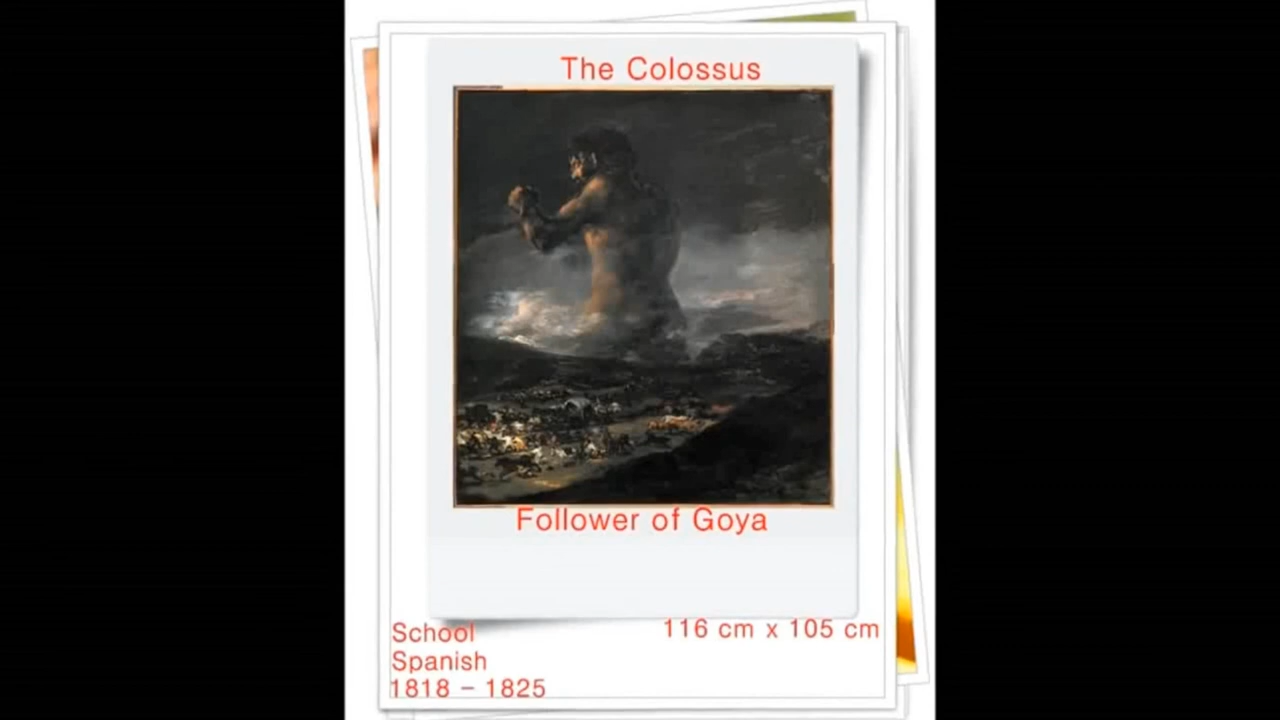 The Colossus
Follower of Goya
School
Spanish
1818 – 1825
116 cm x 105 cm